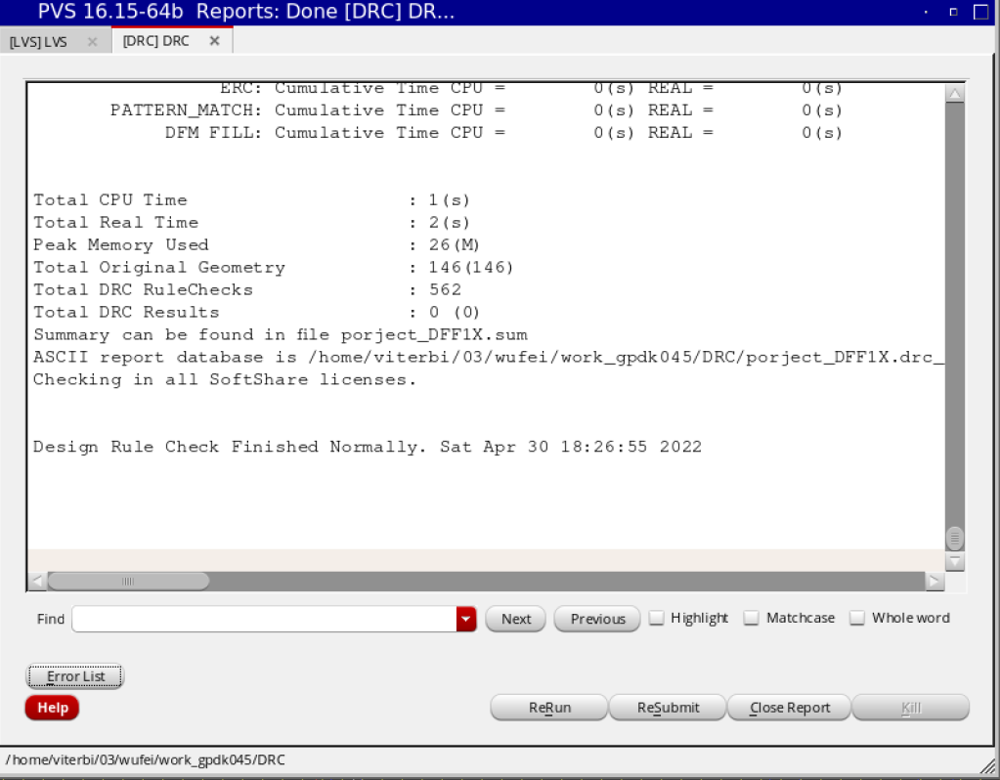 PVS 16.15-64b Reports: Done [DRC] DR...
[LVS] LVS
[DRC] DRC
ERC: Cumulative Time CPU = 0(s) REAL = 0(s)
PATTERN_MATCH: Cumulative Time CPU = 0(s) REAL = 0(s)
DFM FILL: Cumulative Time CPU = 0(s) REAL = 0(s)
Total CPU Time : 1(s)
Total Real Time : 2(s)
Peak Memory Used : 26(M)
Total Original Geometry : 146(146)
Total DRC RuleChecks : 562
Total DRC Results : 0 (0)
Summary can be found in file porject_DFF1X.sum
ASCII report database is /home/viterbi/03/wufei/work_gpdk045/DRC/porject_DFF1X.drc_
Checking in all SoftShare licenses.
Design Rule Check Finished Normally. Sat Apr 30 18:26:55 2022
Find
Next
Previous
Highlight
Matchcase
Whole word
Error List
Help
ReRun
ReSubmit
Close Report
Kill
/home/viterbi/03/wufei/work_gpdk045/DRC